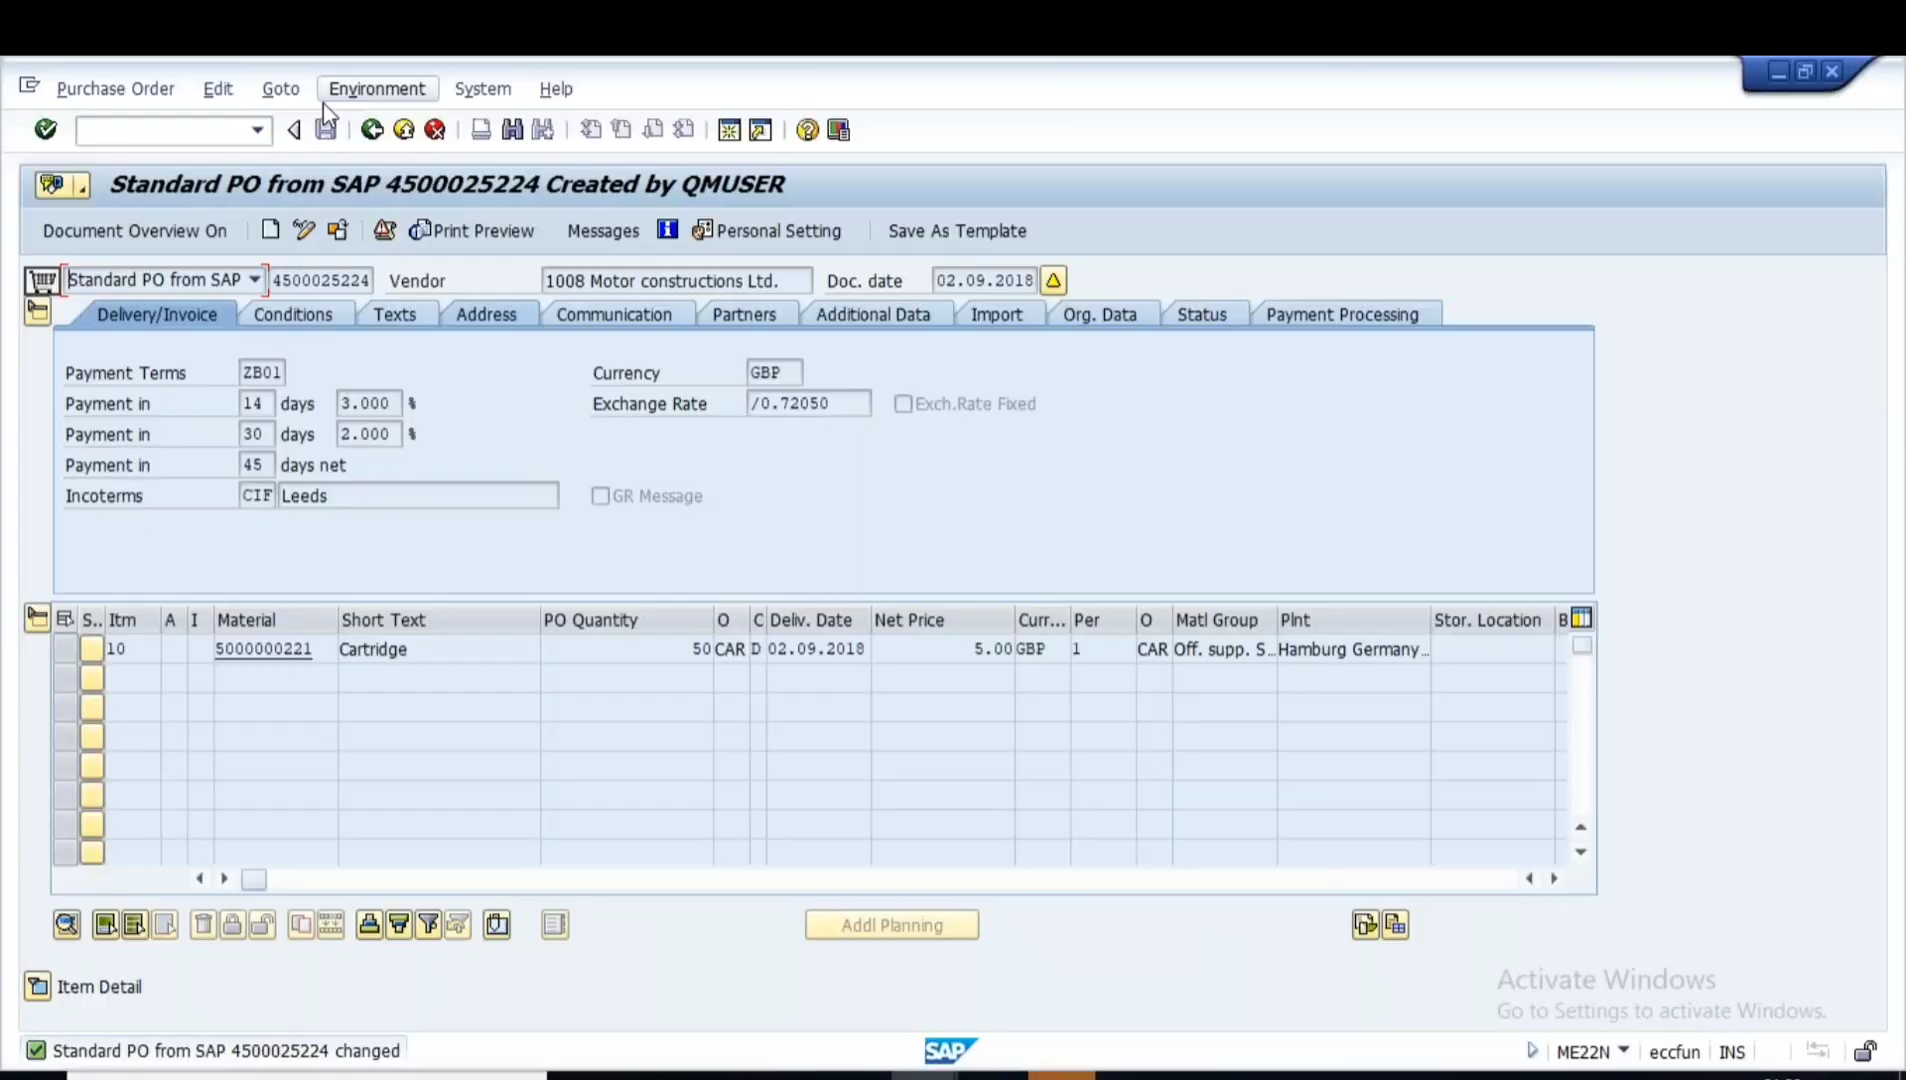 Purchase Order Edit Goto Environment System Help
Standard PO from SAP 4500025224 Created by QMUSER
Document Overview On Print Preview Messages Personal Setting Save As Template
Standard PO from SAP 4500025224 Vendor 1008 Motor constructions Ltd. Doc. date 02.09.2018
Delivery/Invoice Conditions Texts Address Communication Partners Additional Data Import Org. Data Status Payment Processing
Payment Terms ZB01 Currency GBP
Payment in 14 days 3.000 % Exchange Rate /0.72050 Exch.Rate Fixed
Payment in 30 days 2.000 %
Payment in 45 days net
Incoterms CIF Leeds GR Message
S.. Itm A I Material Short Text PO Quantity O C Deliv. Date Net Price Curr... Per O Matl Group Plnt Stor. Location B
10 5000000221 Cartridge 50 CAR D 02.09.2018 5.00 GBP 1 CAR Off. supp. S... Hamburg Germany...
Addl Planning
Item Detail
Activate Windows
Go to Settings to activate Windows.
Standard PO from SAP 4500025224 changed
SAP
ME22N eccfun INS